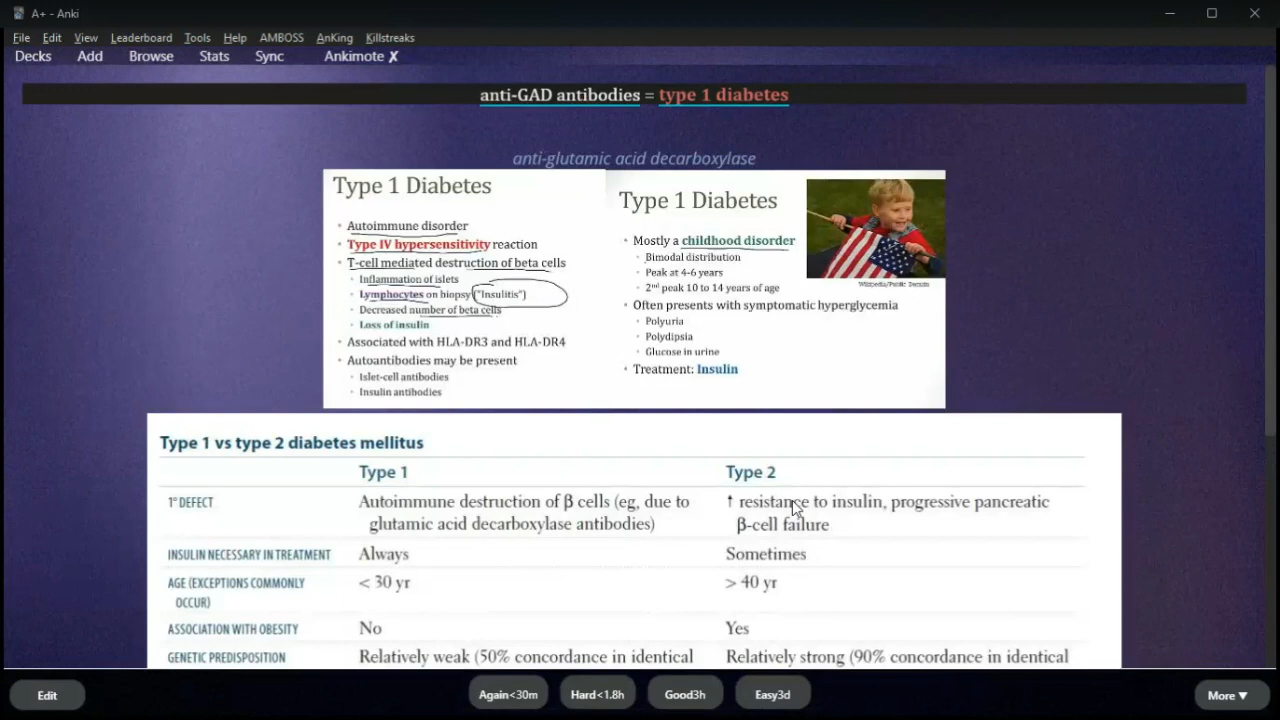 A+ - Anki
File Edit View Leaderboard Tools Help AMBOSS AnKing Killstreaks
Decks Add Browse Stats Sync Ankimote ✗
anti-GAD antibodies = type 1 diabetes
anti-glutamic acid decarboxylase
Type 1 Diabetes
• Autoimmune disorder
• Type IV hypersensitivity reaction
• T-cell mediated destruction of beta cells
• Inflammation of islets
• Lymphocytes on biopsy ("Insulitis")
• Decreased number of beta cells
• Loss of insulin
• Associated with HLA-DR3 and HLA-DR4
• Autoantibodies may be present
• Islet-cell antibodies
• Insulin antibodies
Type 1 Diabetes
• Mostly a childhood disorder
• Bimodal distribution
• Peak at 4-6 years
• 2nd peak 10 to 14 years of age
• Often presents with symptomatic hyperglycemia
• Polyuria
• Polydipsia
• Glucose in urine
• Treatment: Insulin
Wikipedia/Public Domain
Type 1 vs type 2 diabetes mellitus
Type 1 Type 2
1° DEFECT Autoimmune destruction of β cells (eg, due to glutamic acid decarboxylase antibodies) ↑ resistance to insulin, progressive pancreatic β-cell failure
INSULIN NECESSARY IN TREATMENT Always Sometimes
AGE (EXCEPTIONS COMMONLY OCCUR) < 30 yr > 40 yr
ASSOCIATION WITH OBESITY No Yes
GENETIC PREDISPOSITION Relatively weak (50% concordance in identical Relatively strong (90% concordance in identical
Edit Again<30m Hard<1.8h Good3h Easy3d More ▼